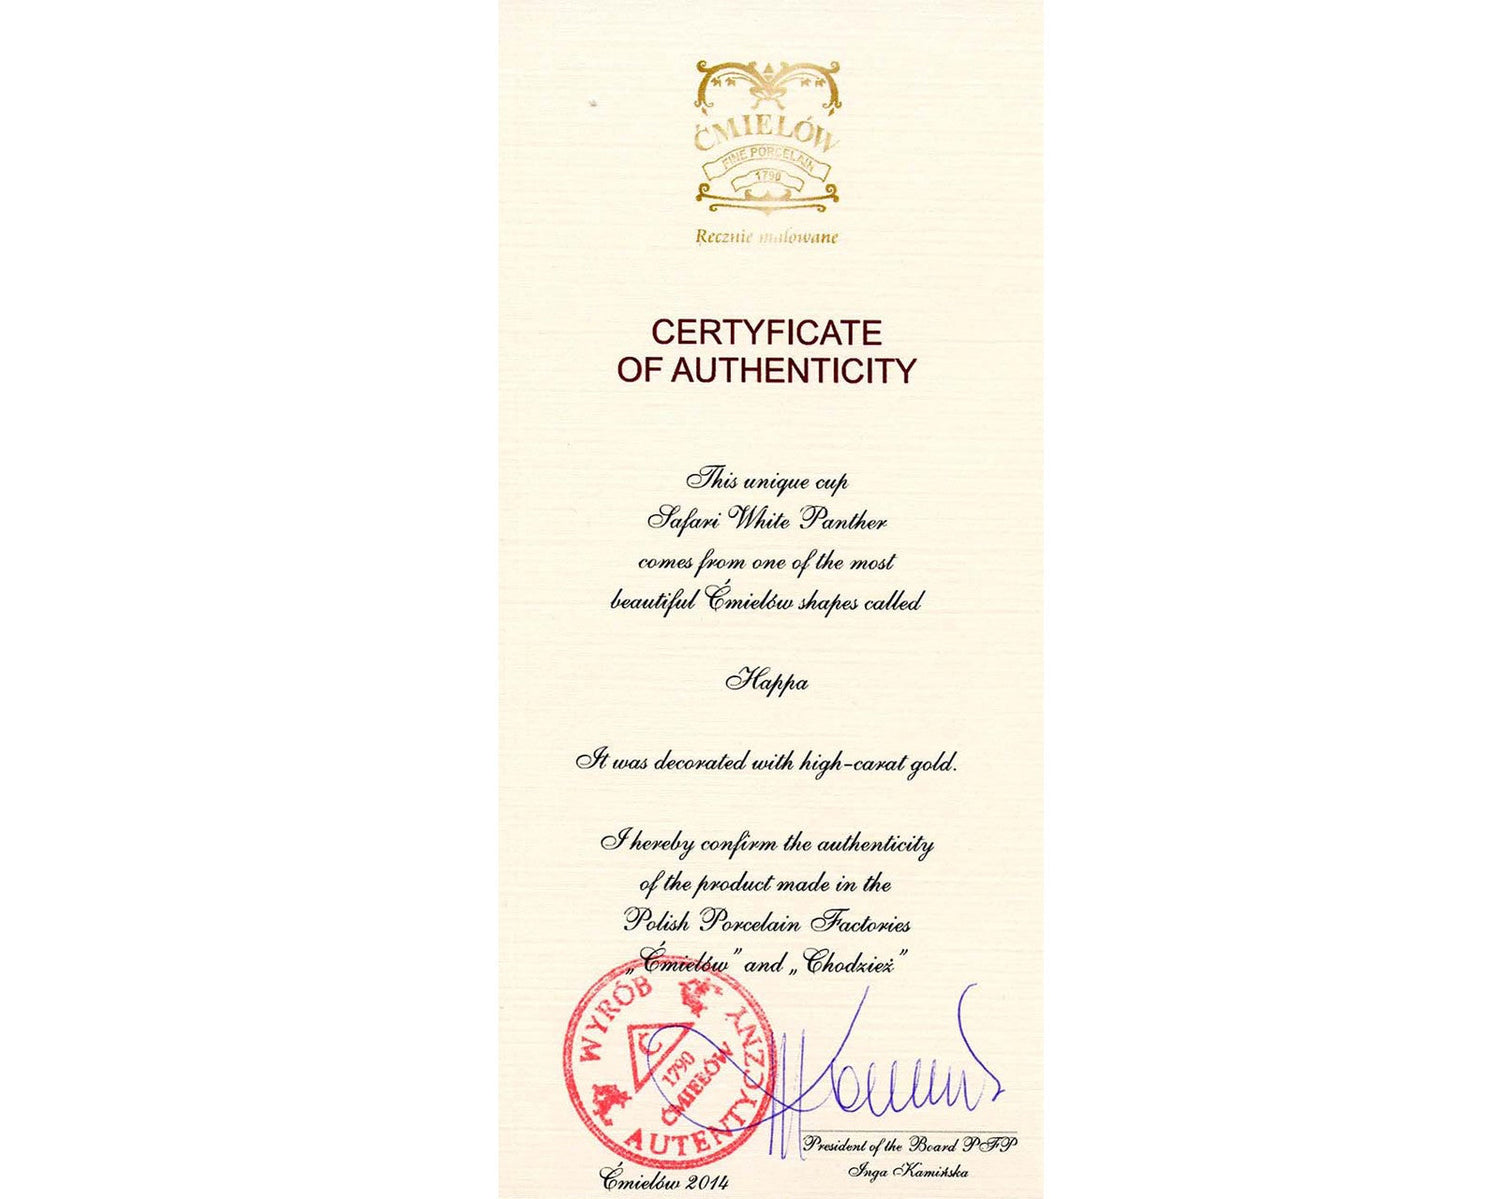 ĆMIELÓW
FINE PORCELAIN
1790
Ręcznie malowane
CERTYFICATE
OF AUTHENTICITY
This unique cup
Safari White Panther
comes from one of the most
beautiful Ćmielów shapes called
Happa
It was decorated with high-carat gold.
I hereby confirm the authenticity
of the product made in the
Polish Porcelain Factories
„Ćmielów” and „Chodzież”
WYRÓB AUTENTYCZNY
Ć
1790
ĆMIELÓW
President of the Board PFP
Inga Kamińska
Ćmielów 2014